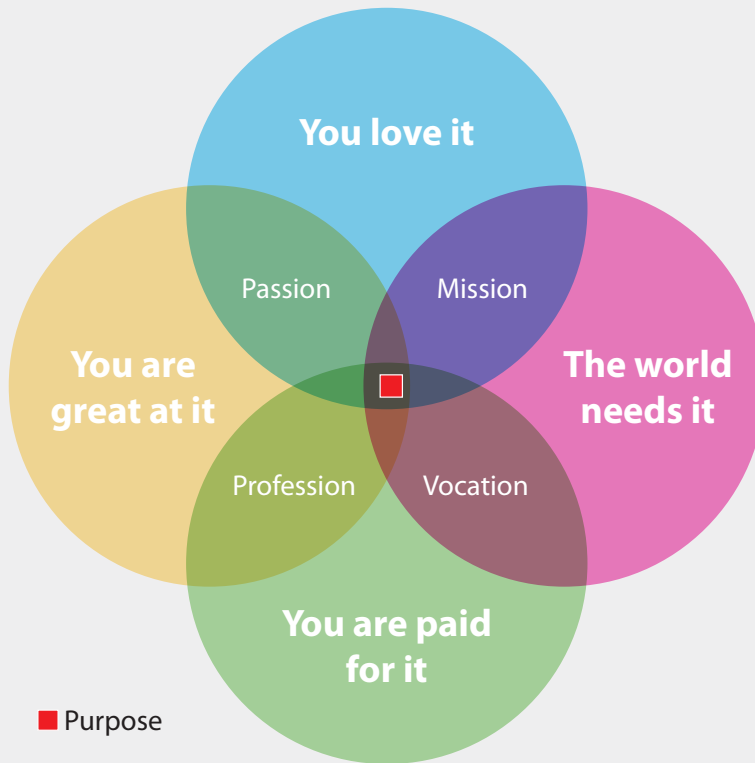 You love it
Passion
Mission
You are
great at it
The world
needs it
Profession
Vocation
You are paid
for it
Purpose